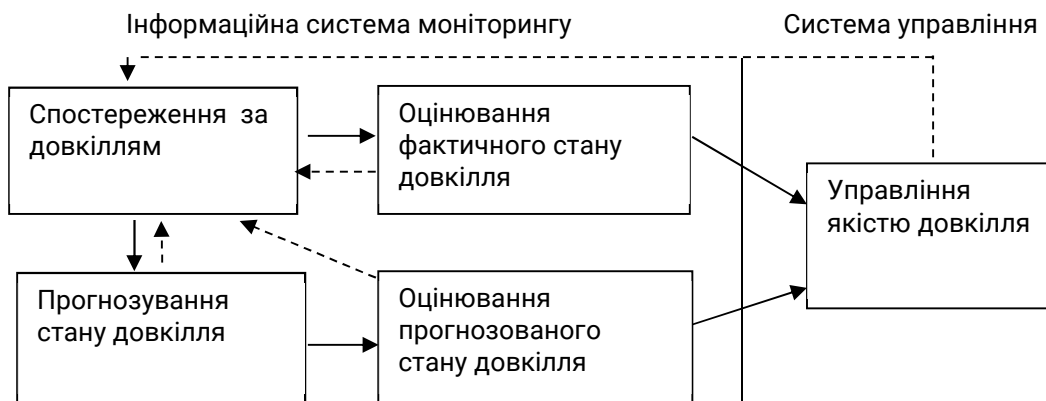 Інформаційна система моніторингу
Система управління
Спостереження за
довкіллям
Оцінювання
фактичного стану
довкілля
Управління
якістю довкілля
Прогнозування
стану довкілля
Оцінювання
прогнозованого
стану довкілля